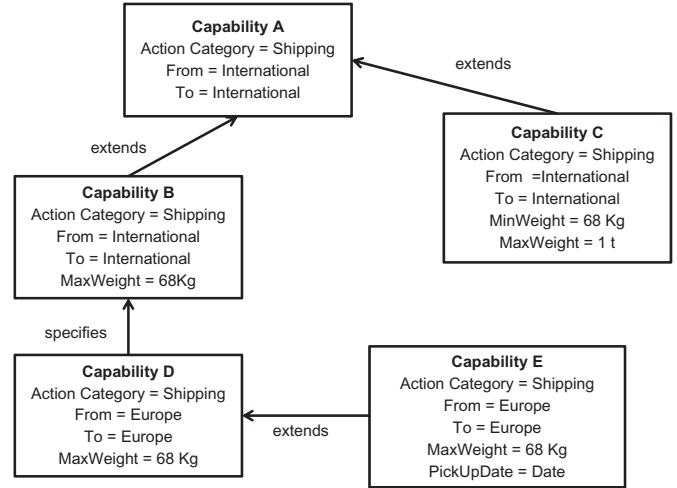 Capability A
Action Category = Shipping
From = International
To = International
extends
extends
Capability C
Action Category = Shipping
From =International
To = International
MinWeight = 68 Kg
MaxWeight = 1 t
Capability B
Action Category = Shipping
From = International
To = International
MaxWeight = 68Kg
specifies
Capability D
Action Category = Shipping
From = Europe
To = Europe
MaxWeight = 68 Kg
extends
Capability E
Action Category = Shipping
From = Europe
To = Europe
MaxWeight = 68 Kg
PickUpDate = Date